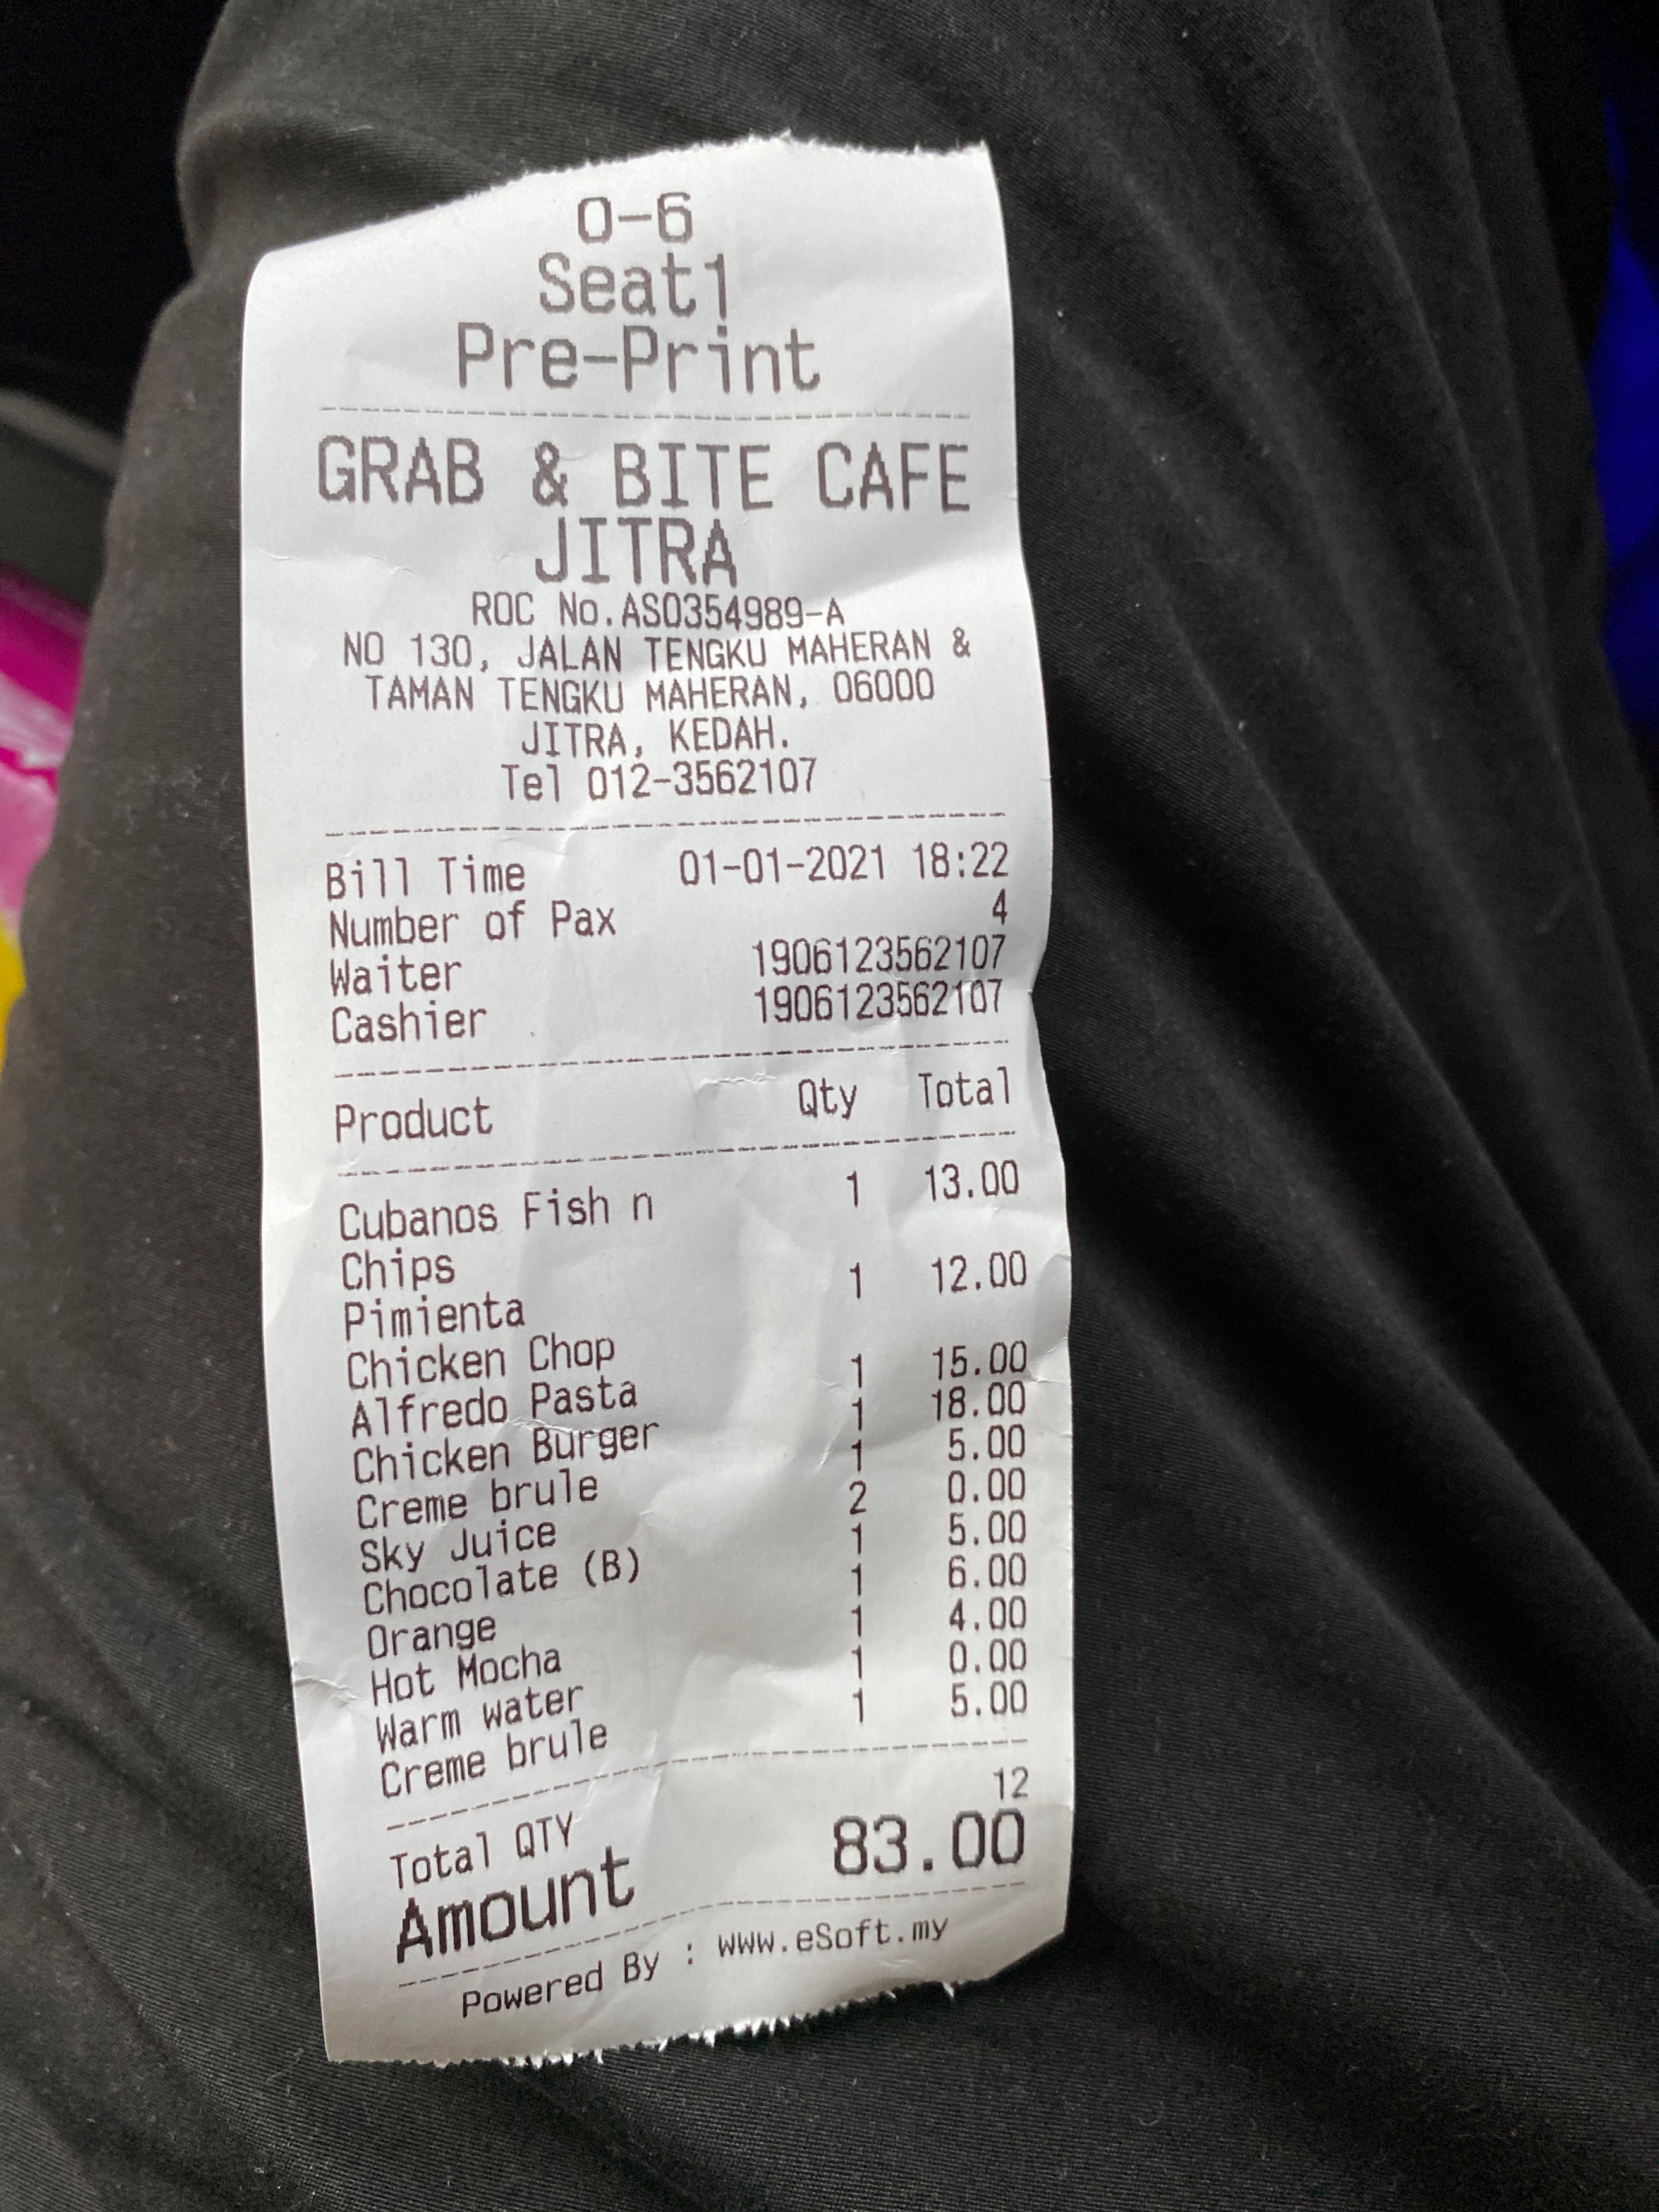 0-6
Seat1
Pre-Print
GRAB & BITE CAFE
JITRA
ROC No.AS0354989-A
NO 130, JALAN TENGKU MAHERAN &
TAMAN TENGKU MAHERAN, 06000
JITRA, KEDAH.
Tel 012-3562107
Bill Time 01-01-2021 18:22
Number of Pax 4
Waiter 1906123562107
Cashier 1906123562107
Product Qty Total
Cubanos Fish n 1 13.00
Chips
Pimienta 1 12.00
Chicken Chop
Alfredo Pasta 1 15.00
Chicken Burger 1 18.00
Creme brule 1 5.00
Sky Juice 2 0.00
Chocolate (B) 1 5.00
Orange 1 6.00
Hot Mocha 1 4.00
Warm water 1 0.00
Creme brule 1 5.00
Total QTY 12
Amount 83.00
Powered By : www.eSoft.my